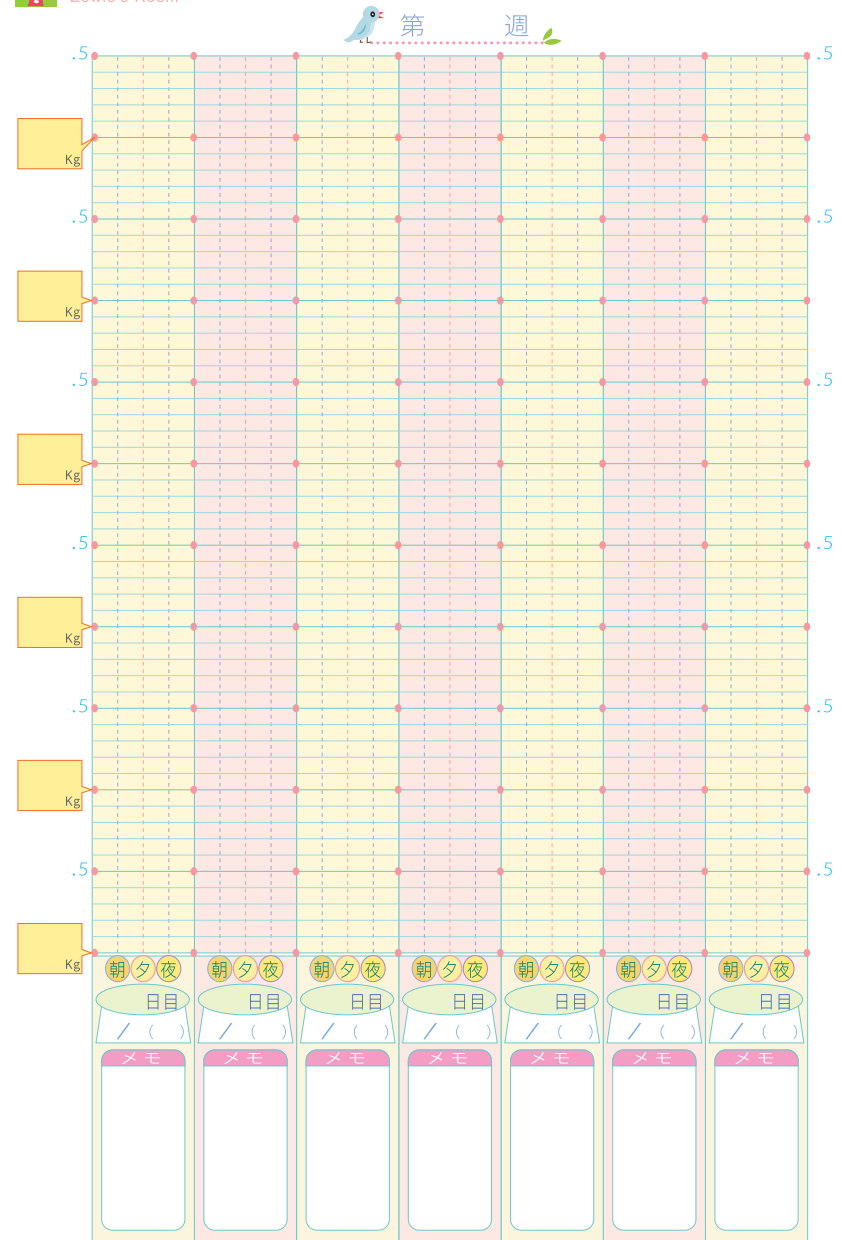 第 週
.5 .5
Kg
.5 .5
Kg
.5 .5
Kg
.5 .5
Kg
.5 .5
Kg
.5 .5
Kg
朝夕夜 朝夕夜 朝夕夜 朝夕夜 朝夕夜 朝夕夜 朝夕夜
日目 日目 日目 日目 日目 日目 日目
/ ( ) / ( ) / ( ) / ( ) / ( ) / ( ) / ( )
メモ メモ メモ メモ メモ メモ メモ